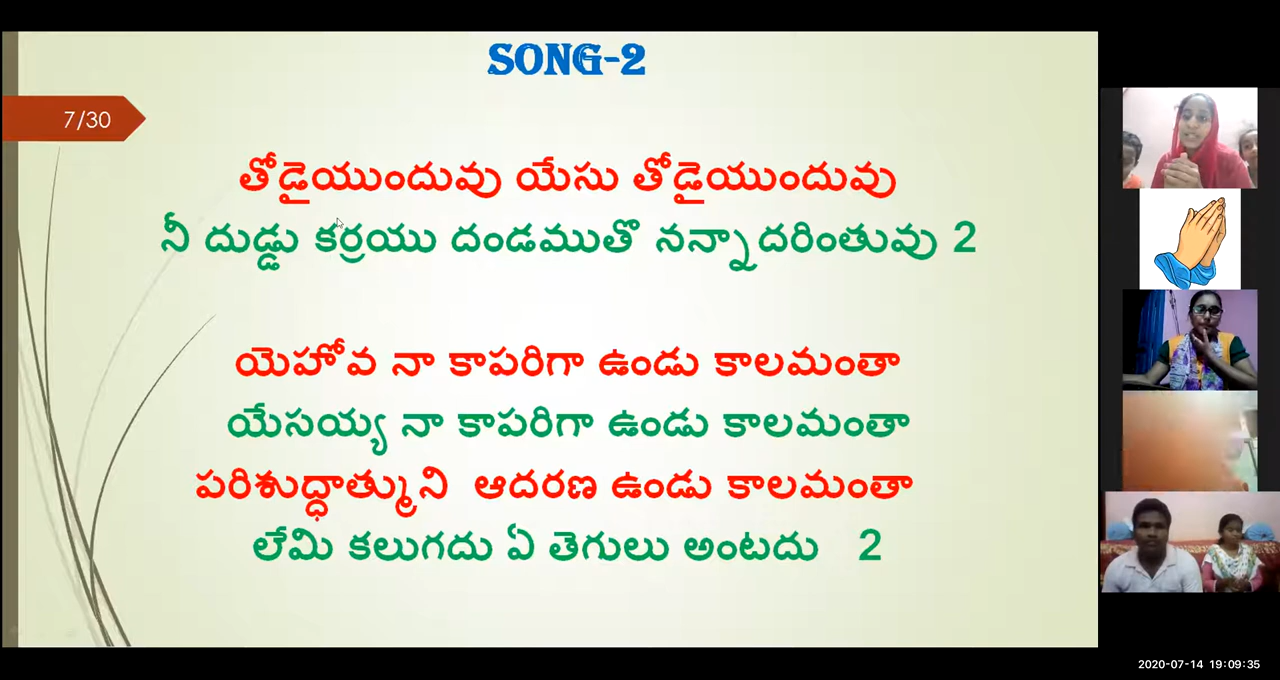 SONG-2
7/30
తోడైయుందువు యేసు తోడైయుందువు
నీ దుడ్డు కర్రయు దండముతొ నన్నాదరింతువు 2
యెహోవ నా కాపరిగా ఉండు కాలమంతా
యేసయ్య నా కాపరిగా ఉండు కాలమంతా
పరిశుద్ధాత్ముని ఆదరణ ఉండు కాలమంతా
లేమి కలుగదు ఏ తెగులు అంటదు 2
2020-07-14 19:09:35